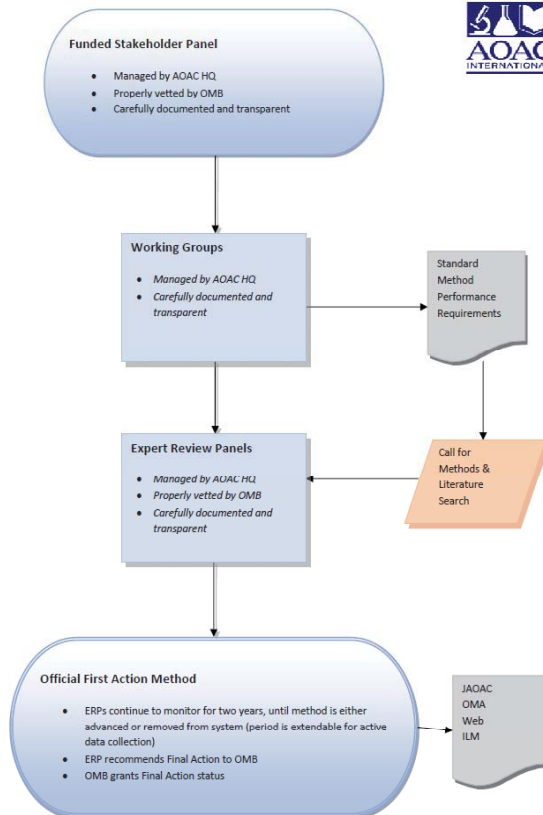 AOAC
INTERNATIONAL
Funded Stakeholder Panel
• Managed by AOAC HQ
• Properly vetted by OMB
• Carefully documented and transparent
Working Groups
• Managed by AOAC HQ
• Carefully documented and
transparent
Standard
Method
Performance
Requirements
Expert Review Panels
• Managed by AOAC HQ
• Properly vetted by OMB
• Carefully documented and
transparent
Call for
Methods &
Literature
Search
Official First Action Method
• ERPs continue to monitor for two years, until method is either
advanced or removed from system (period is extendable for active
data collection)
• ERP recommends Final Action to OMB
• OMB grants Final Action status
JAOAC
OMA
Web
ILM